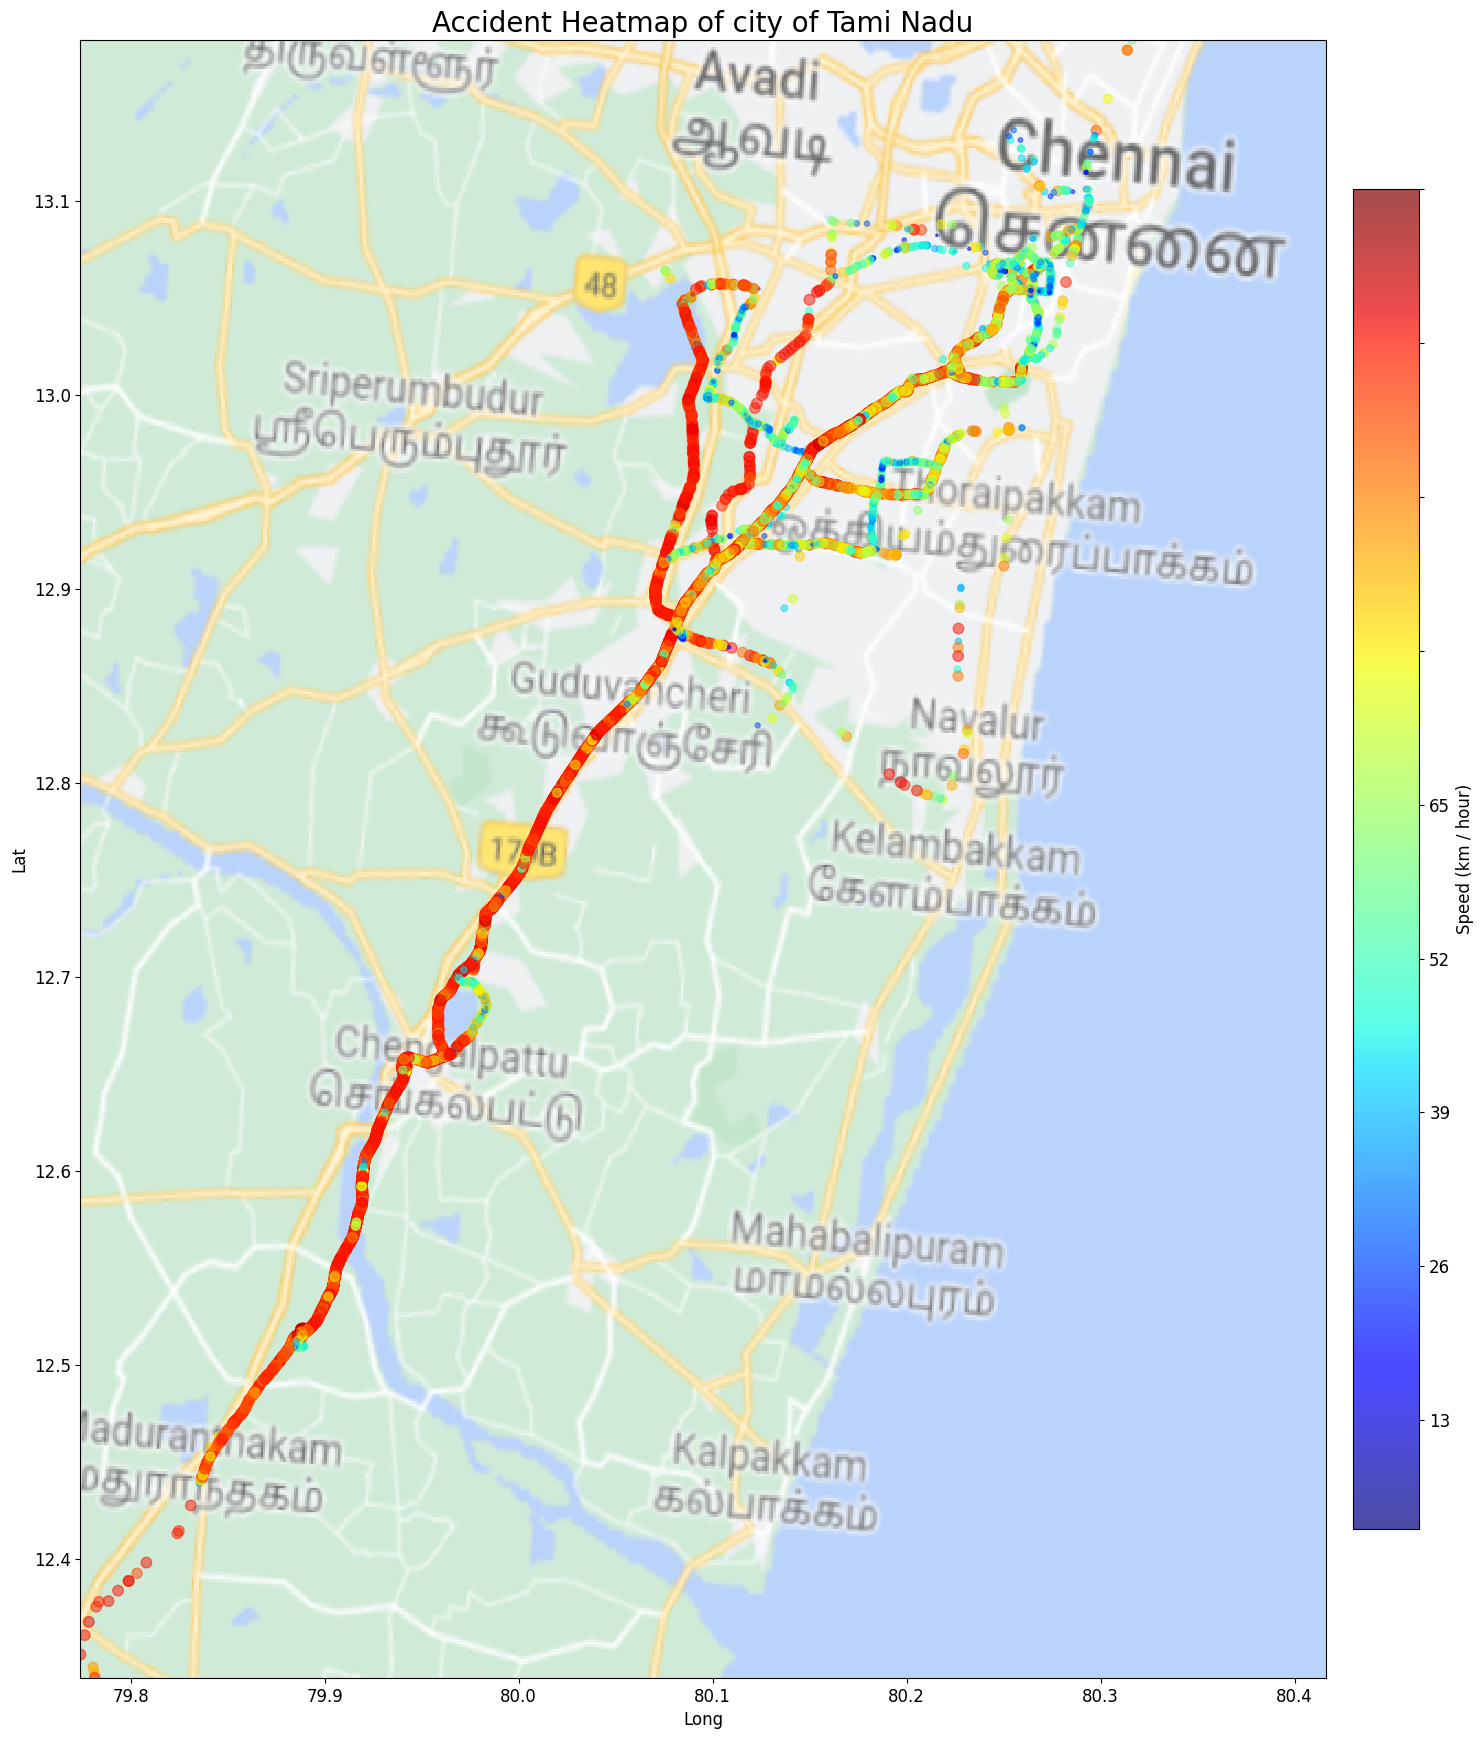 Accident Heatmap of city of Tami Nadu
திருவள்ளூர்
Avadi
ஆவடி
Chennai
சென்னை
48
Sriperumbudur
ஸ்ரீபெரும்புதூர்
Thoraipakkam
ஒக்கியம்துரைப்பாக்கம்
Guduvancheri
கூடுவாஞ்சேரி
Navalur
நாவலூர்
179B
Kelambakkam
கேளம்பாக்கம்
Chengalpattu
செங்கல்பட்டு
Mahabalipuram
மாமல்லபுரம்
Maduranthakam
மதுராந்தகம்
Kalpakkam
கல்பாக்கம்
13.1
13.0
12.9
12.8
12.7
12.6
12.5
12.4
Lat
79.8 79.9 80.0 80.1 80.2 80.3 80.4
Long
65
52
39
26
13
Speed (km / hour)